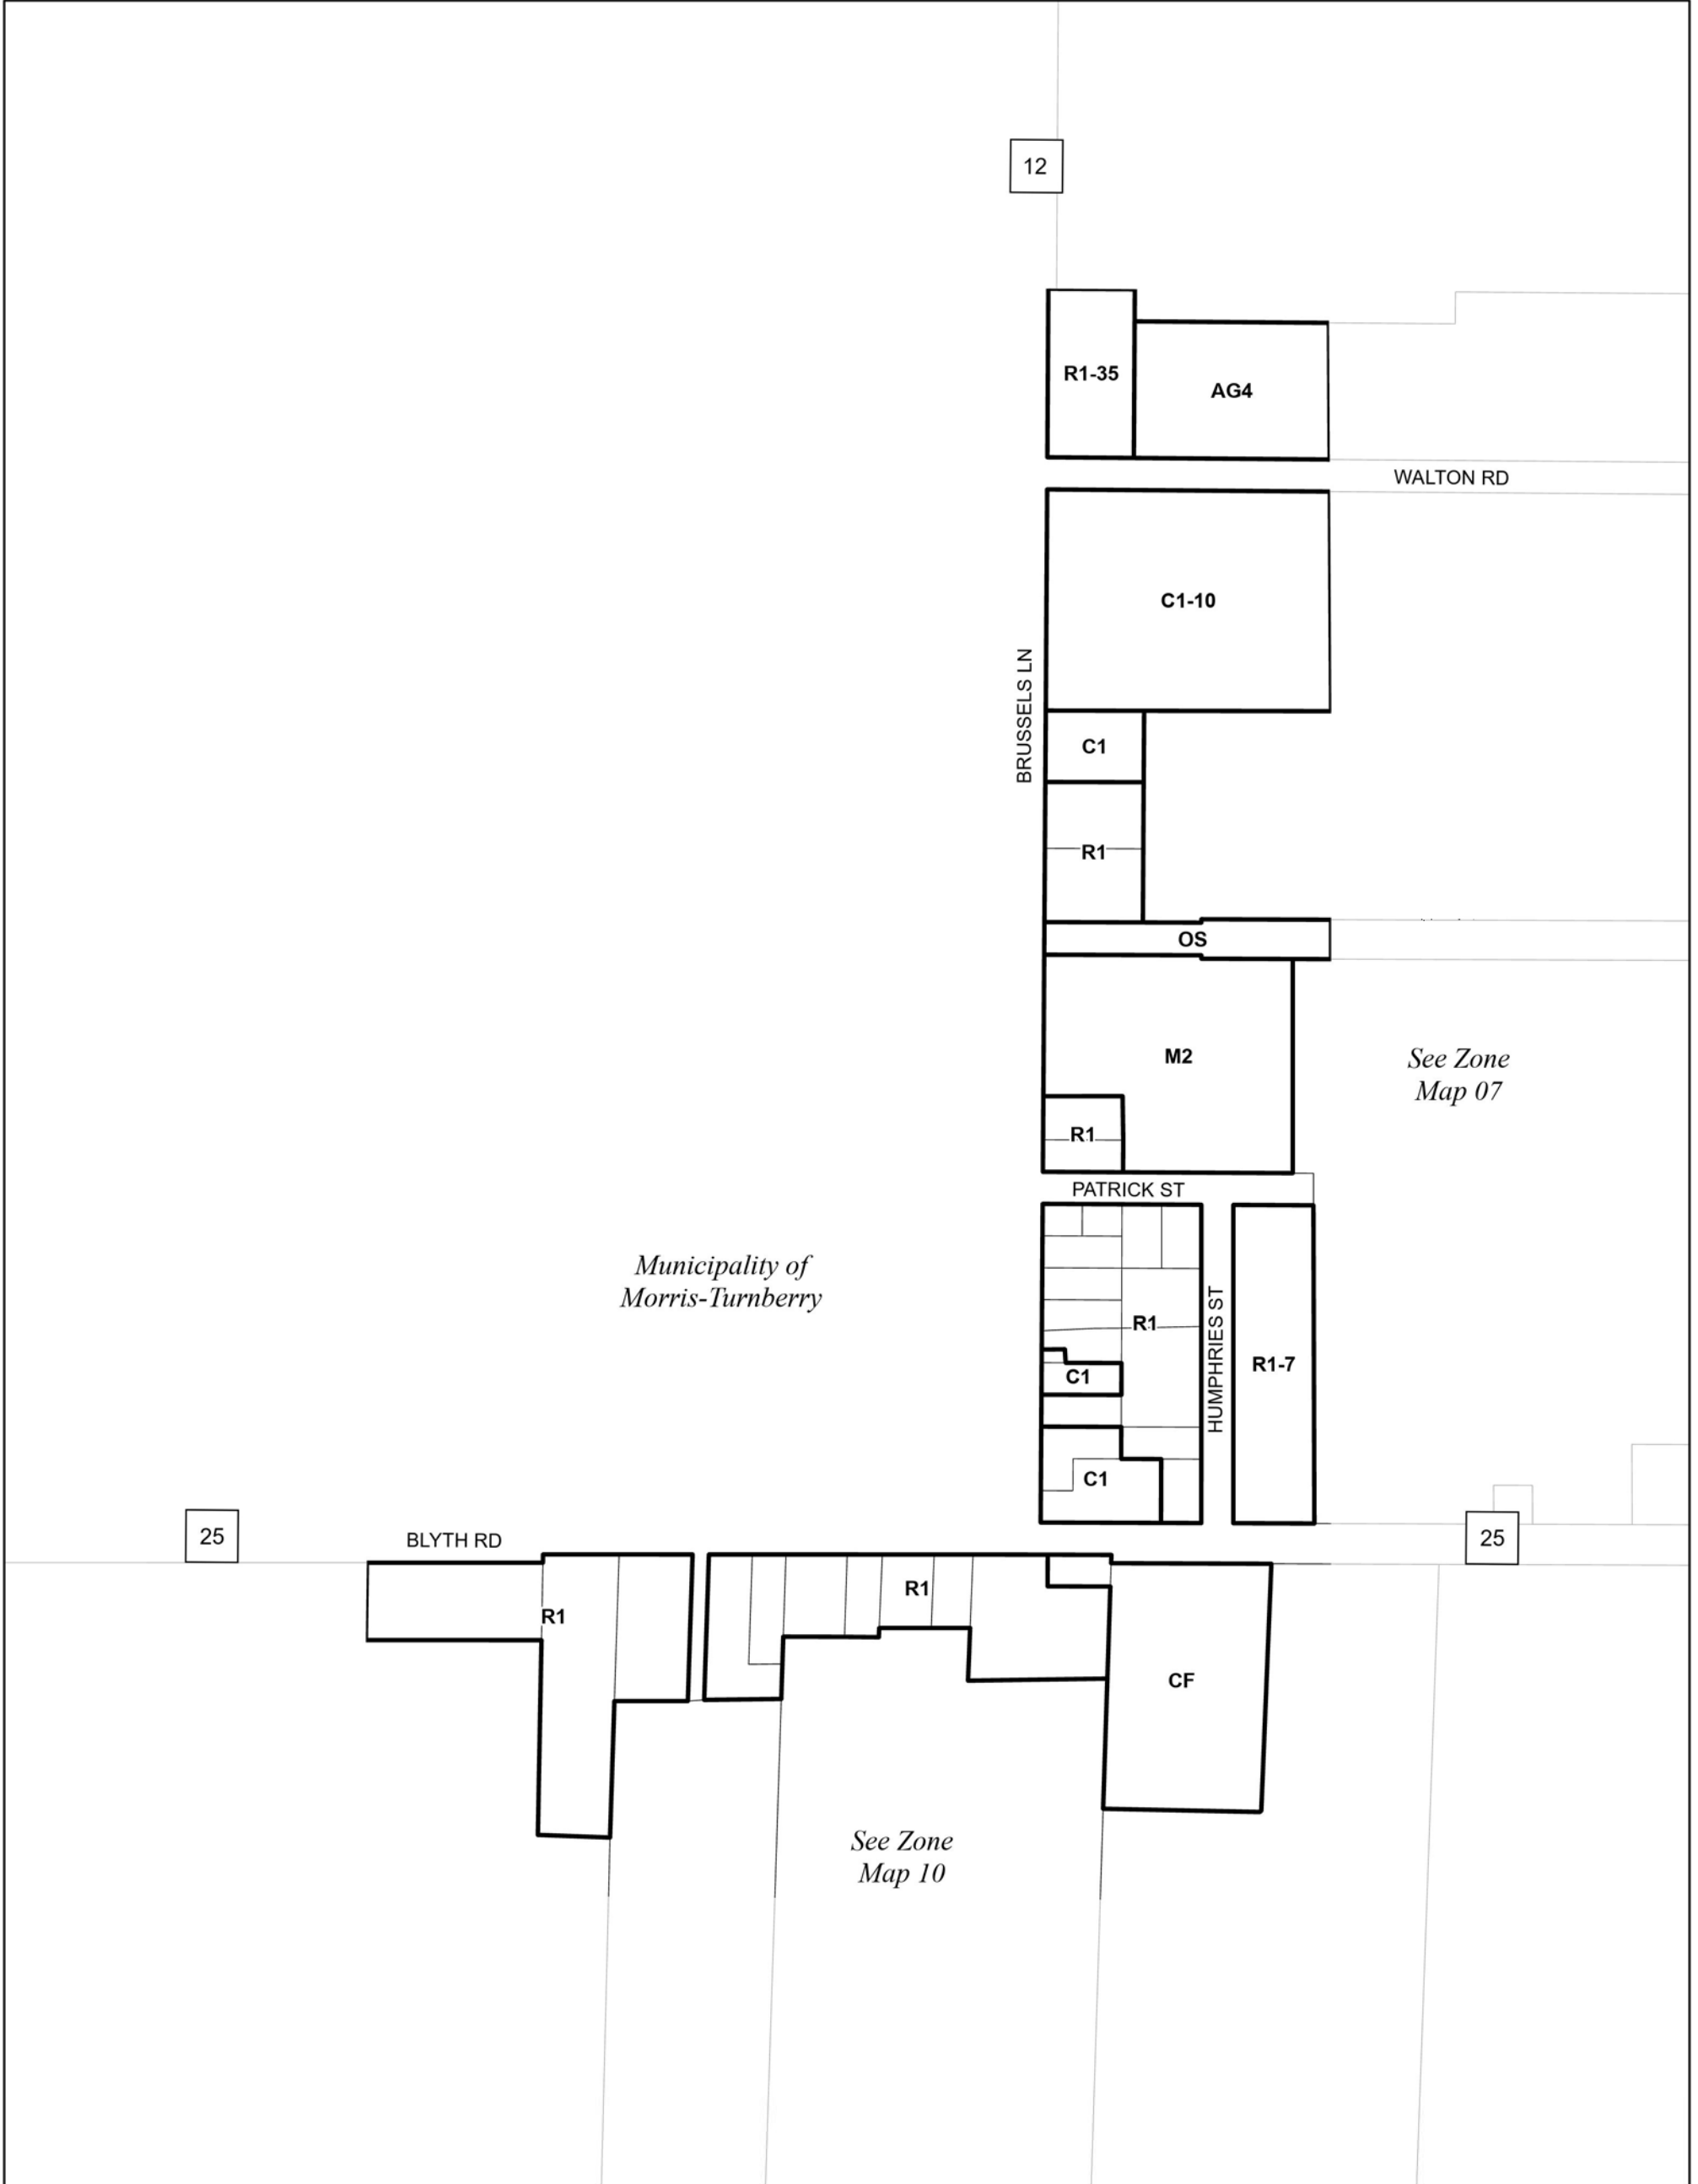 12
R1-35
AG4
WALTON RD
C1-10
BRUSSELS LN
C1
R1
OS
M2
See Zone
Map 07
R1
PATRICK ST
Municipality of
Morris-Turnberry
R1
HUMPHRIES ST
R1-7
C1
C1
25
BLYTH RD
25
R1
R1
CF
See Zone
Map 10